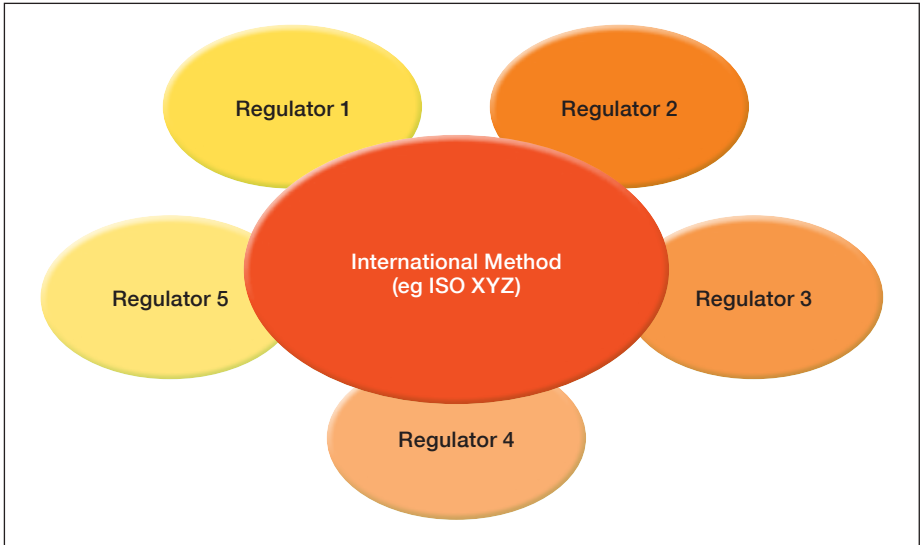 Regulator 1
Regulator 2
International Method
(eg ISO XYZ)
Regulator 5
Regulator 3
Regulator 4